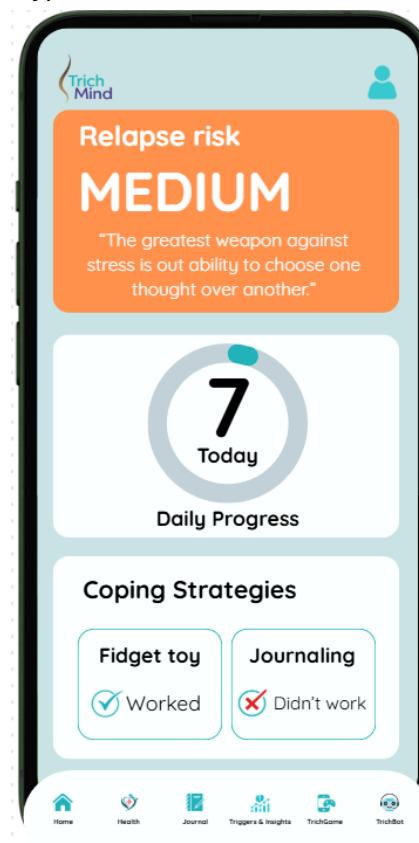 Trich
Mind
Relapse risk
MEDIUM
“The greatest weapon against
stress is out ability to choose one
thought over another.”
7
Today
Daily Progress
Coping Strategies
Fidget toy
Worked
Journaling
Didn’t work
Home
Health
Journal
Triggers & Insights
TrichGame
TrichBot